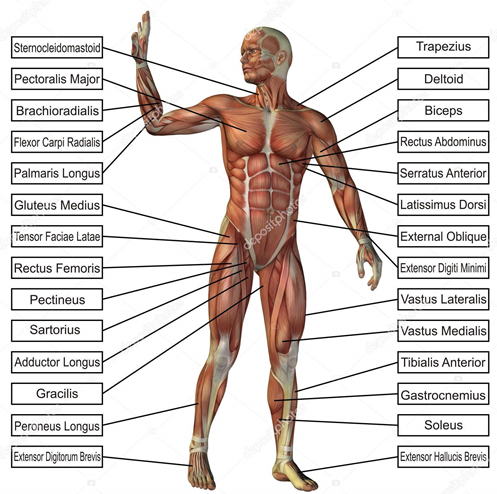 Sternocleidomastoid
Pectoralis Major
Brachioradialis
Flexor Carpi Radialis
Palmaris Longus
Gluteus Medius
Tensor Faciae Latae
Rectus Femoris
Pectineus
Sartorius
Adductor Longus
Gracilis
Peroneus Longus
Extensor Digitorum Brevis
Trapezius
Deltoid
Biceps
Rectus Abdominus
Serratus Anterior
Latissimus Dorsi
External Oblique
Extensor Digiti Minimi
Vastus Lateralis
Vastus Medialis
Tibialis Anterior
Gastrocnemius
Soleus
Extensor Hallucis Brevis
depositphotos